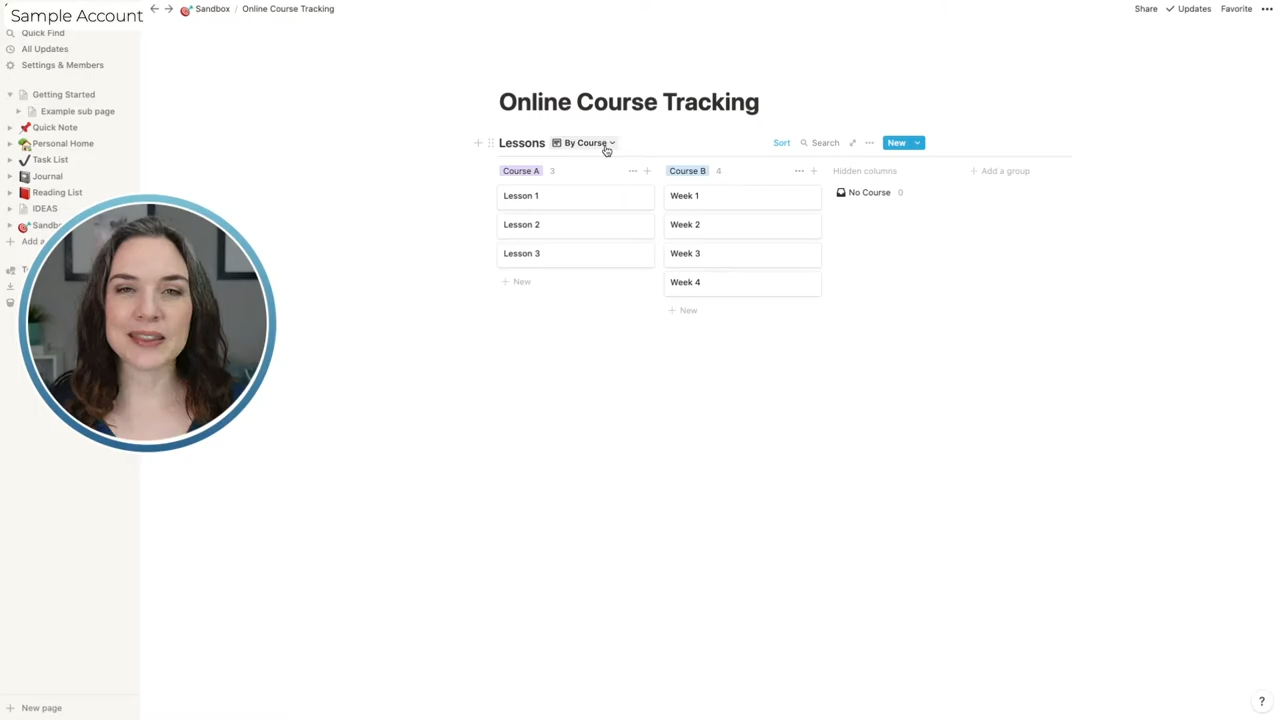 Sample Account
Sandbox / Online Course Tracking
Share
Updates
Favorite
Quick Find
All Updates
Settings & Members
Getting Started
Example sub page
Quick Note
Personal Home
Task List
Journal
Reading List
IDEAS
Add a
New page
Online Course Tracking
Lessons
By Course
Sort
Search
New
Course A 3
Lesson 1
Lesson 2
Lesson 3
+ New
Course B 4
Week 1
Week 2
Week 3
Week 4
+ New
Hidden columns
No Course 0
+ Add a group
?